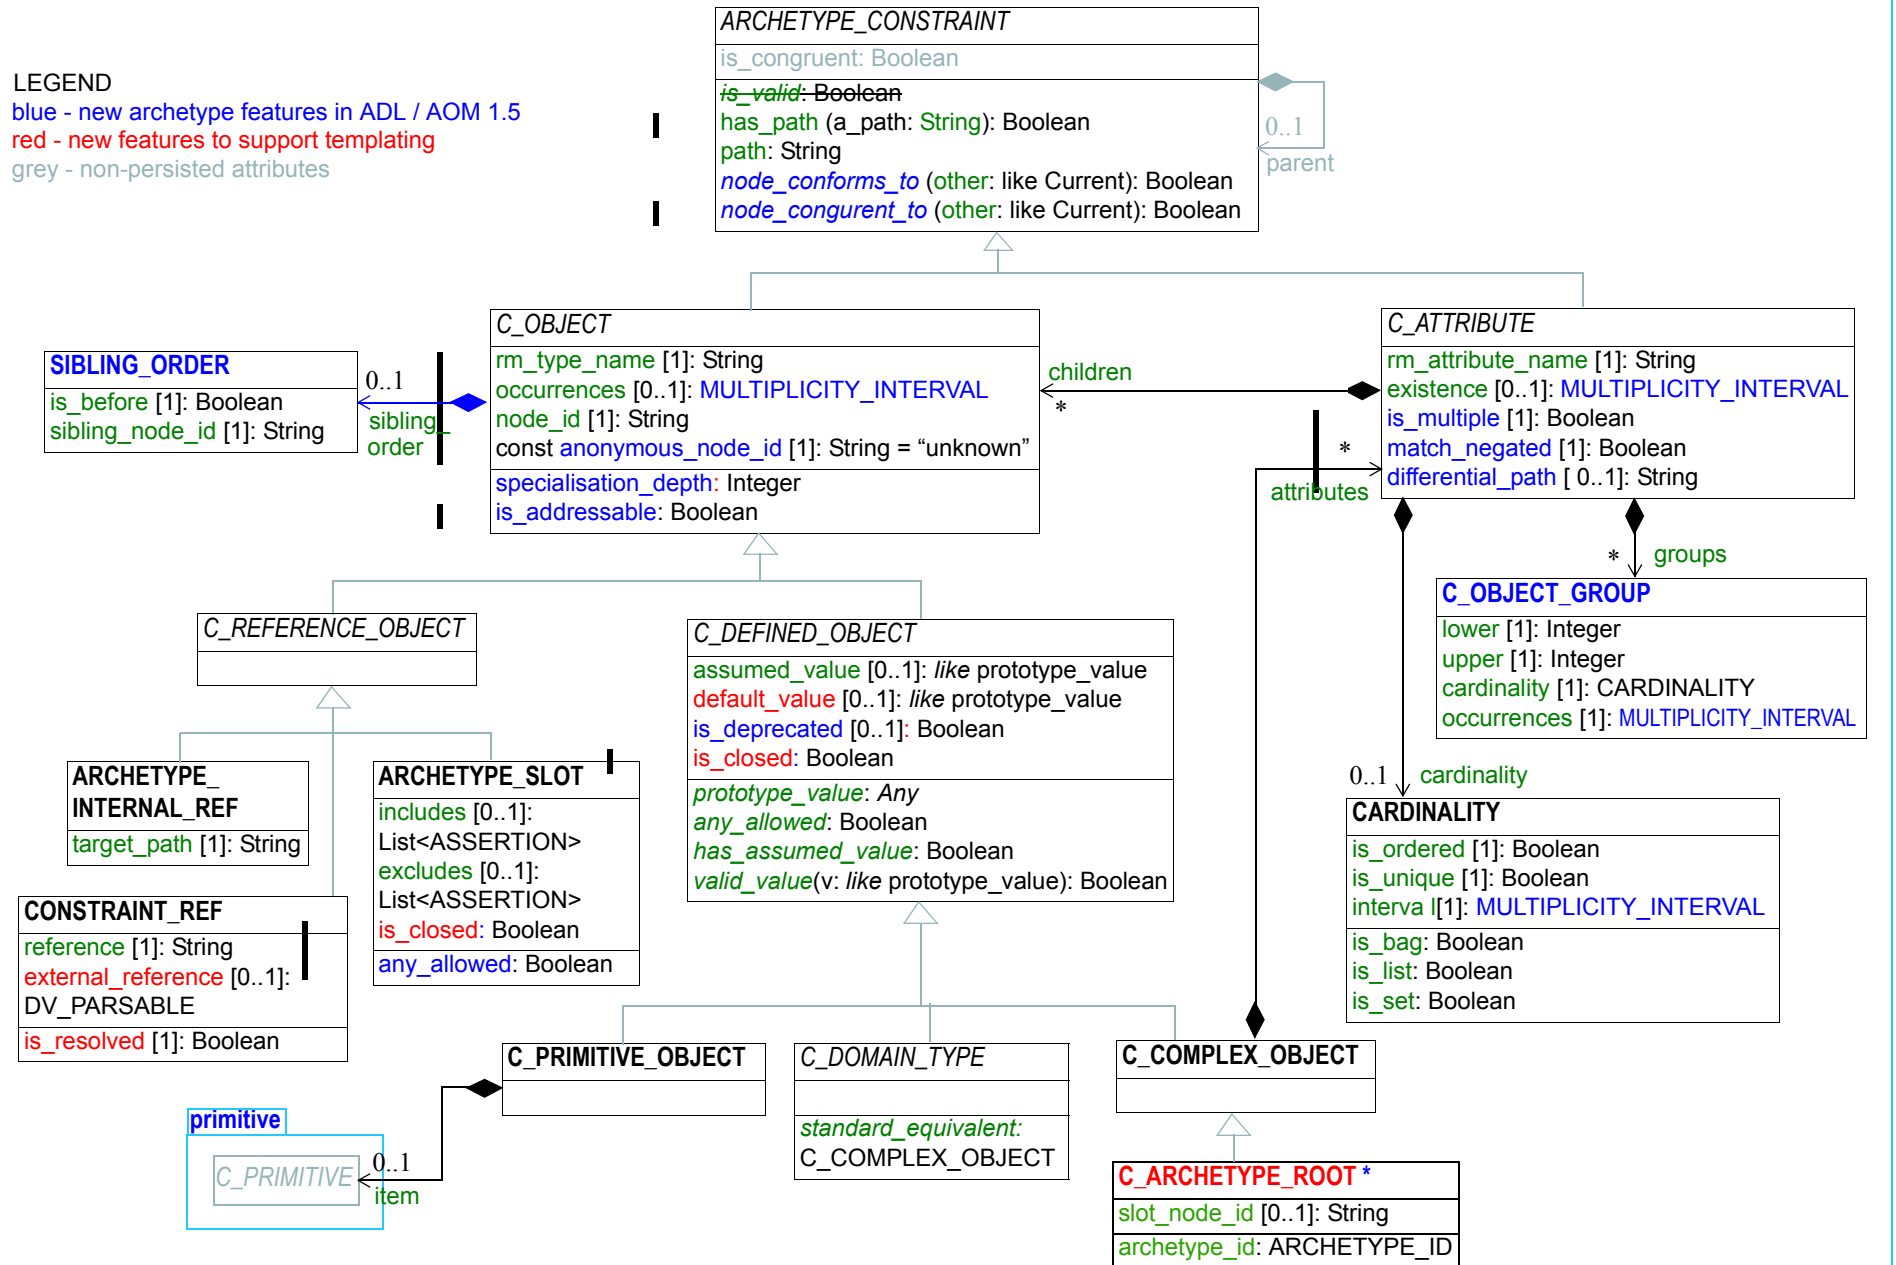 ARCHETYPE_CONSTRAINT
is_congruent: Boolean
is_valid: Boolean
has_path (a_path: String): Boolean
path: String
node_conforms_to (other: like Current): Boolean
node_congurent_to (other: like Current): Boolean
0..1
parent
LEGEND
blue - new archetype features in ADL / AOM 1.5
red - new features to support templating
grey - non-persisted attributes
SIBLING_ORDER
is_before [1]: Boolean
sibling_node_id [1]: String
0..1
sibling_
order
C_OBJECT
rm_type_name [1]: String
occurrences [0..1]: MULTIPLICITY_INTERVAL
node_id [1]: String
const anonymous_node_id [1]: String = “unknown”
specialisation_depth: Integer
is_addressable: Boolean
children
*
C_ATTRIBUTE
rm_attribute_name [1]: String
existence [0..1]: MULTIPLICITY_INTERVAL
is_multiple [1]: Boolean
match_negated [1]: Boolean
differential_path [ 0..1]: String
*
attributes
* groups
C_OBJECT_GROUP
lower [1]: Integer
upper [1]: Integer
cardinality [1]: CARDINALITY
occurrences [1]: MULTIPLICITY_INTERVAL
0..1 cardinality
CARDINALITY
is_ordered [1]: Boolean
is_unique [1]: Boolean
interva l[1]: MULTIPLICITY_INTERVAL
is_bag: Boolean
is_list: Boolean
is_set: Boolean
C_REFERENCE_OBJECT
C_DEFINED_OBJECT
assumed_value [0..1]: like prototype_value
default_value [0..1]: like prototype_value
is_deprecated [0..1]: Boolean
is_closed: Boolean
prototype_value: Any
any_allowed: Boolean
has_assumed_value: Boolean
valid_value(v: like prototype_value): Boolean
ARCHETYPE_
INTERNAL_REF
target_path [1]: String
ARCHETYPE_SLOT
includes [0..1]:
List<ASSERTION>
excludes [0..1]:
List<ASSERTION>
is_closed: Boolean
any_allowed: Boolean
CONSTRAINT_REF
reference [1]: String
external_reference [0..1]:
DV_PARSABLE
is_resolved [1]: Boolean
C_PRIMITIVE_OBJECT
C_DOMAIN_TYPE
standard_equivalent:
C_COMPLEX_OBJECT
C_COMPLEX_OBJECT
primitive
C_PRIMITIVE
0..1
item
C_ARCHETYPE_ROOT *
slot_node_id [0..1]: String
archetype_id: ARCHETYPE_ID